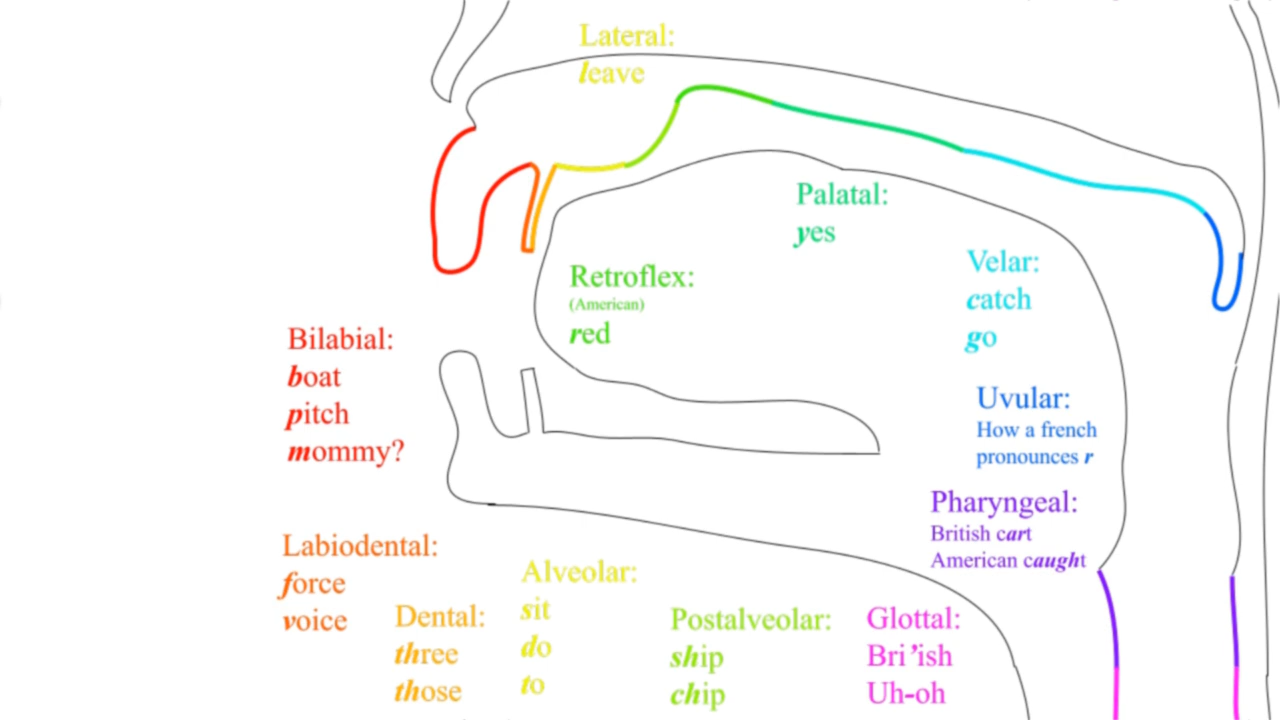 Lateral:
leave
Palatal:
yes
Retroflex:
(American)
red
Velar:
catch
go
Bilabial:
boat
pitch
mommy?
Uvular:
How a french
pronounces r
Pharyngeal:
British cart
American caught
Labiodental:
force
voice
Dental:
three
those
Alveolar:
sit
do
to
Postalveolar:
ship
chip
Glottal:
Bri’ish
Uh-oh